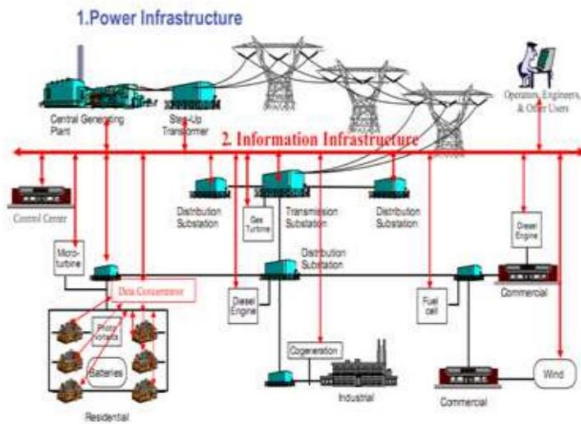 1.Power Infrastructure
Central Generating
Plant
Step-Up
Transformer
Operators, Engineers,
& Other Users
2. Information Infrastructure
Control Center
Distribution
Substation
Gas
Turbine
Transmission
Substation
Distribution
Substation
Diesel
Engine
Micro-
turbine
Distribution
Substation
Commercial
Data Concentrator
Diesel
Engine
Fuel
cell
Photo
voltaics
Batteries
Cogeneration
Residential
Industrial
Commercial
Wind